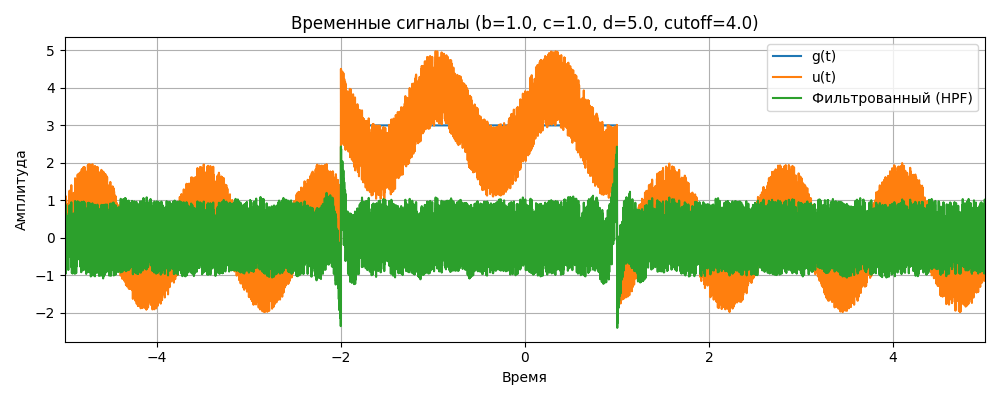 Временные сигналы (b=1.0, c=1.0, d=5.0, cutoff=4.0)
g(t)
u(t)
Фильтрованный (HPF)
Амплитуда
5
4
3
2
1
0
−1
−2
−4
−2
0
2
4
Время